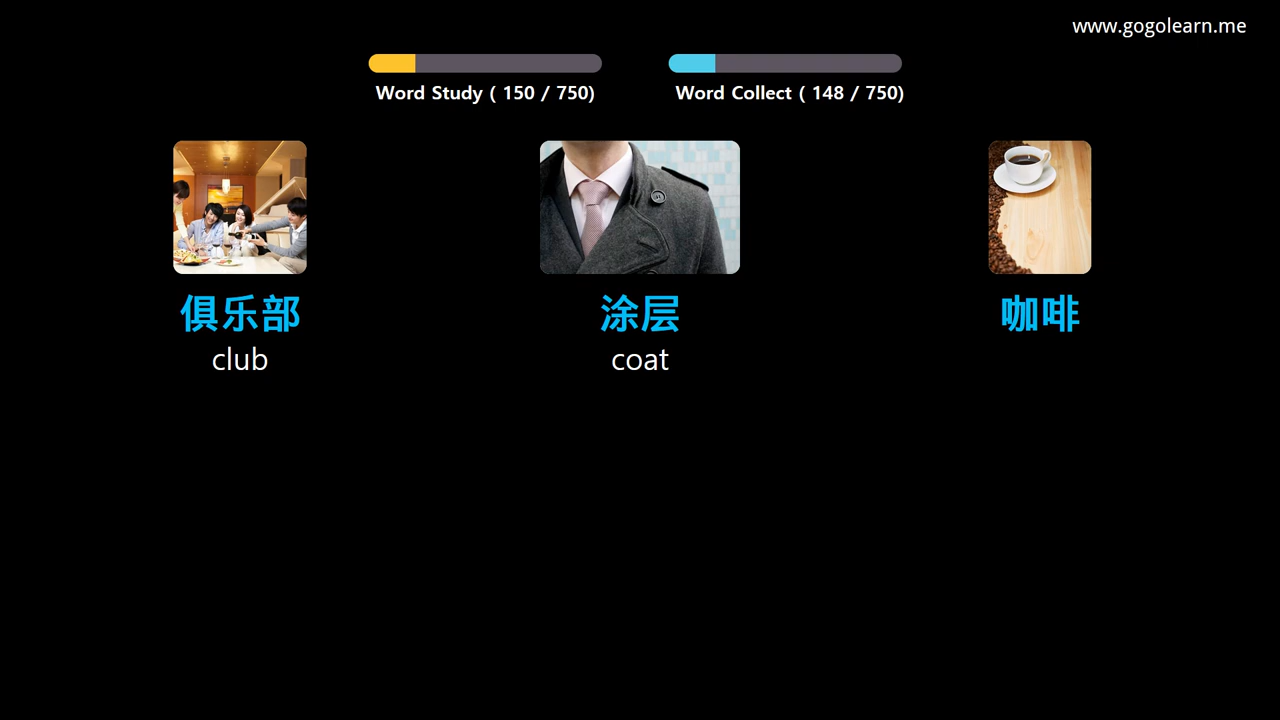 www.gogolearn.me
Word Study ( 150 / 750)
Word Collect ( 148 / 750)
俱乐部
club
涂层
coat
咖啡